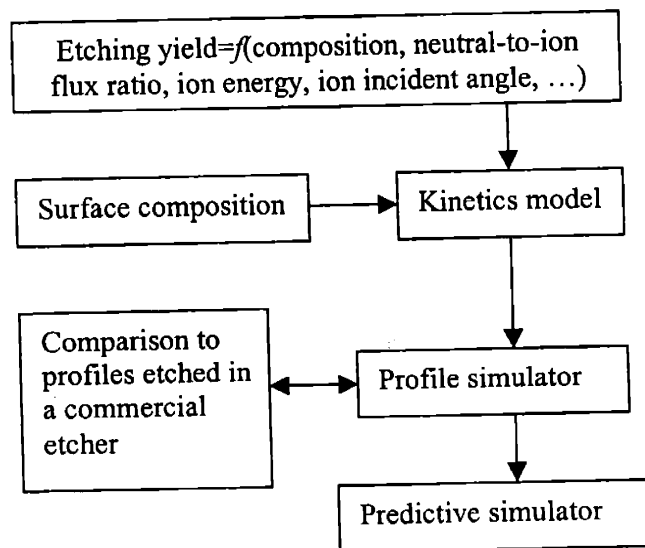 Etching yield=f(composition, neutral-to-ion
flux ratio, ion energy, ion incident angle, …)
Surface composition
Kinetics model
Comparison to
profiles etched in
a commercial
etcher
Profile simulator
Predictive simulator